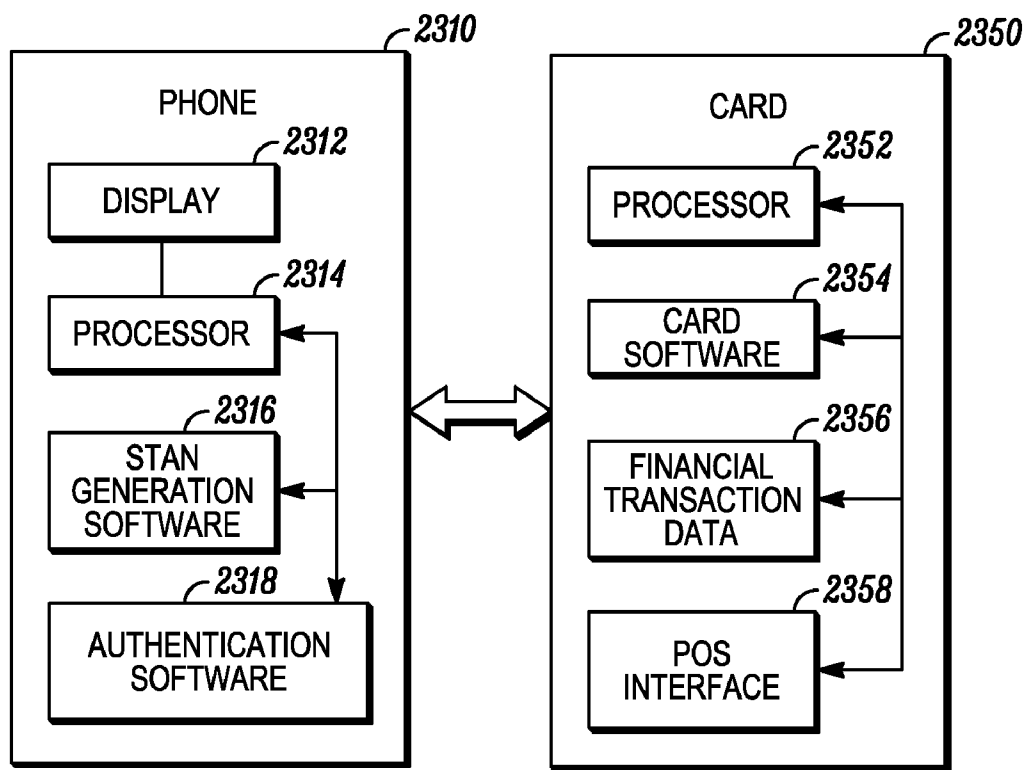 2310
PHONE
2312
DISPLAY
2314
PROCESSOR
2316
STAN
GENERATION
SOFTWARE
2318
AUTHENTICATION
SOFTWARE
2350
CARD
2352
PROCESSOR
2354
CARD
SOFTWARE
2356
FINANCIAL
TRANSACTION
DATA
2358
POS
INTERFACE